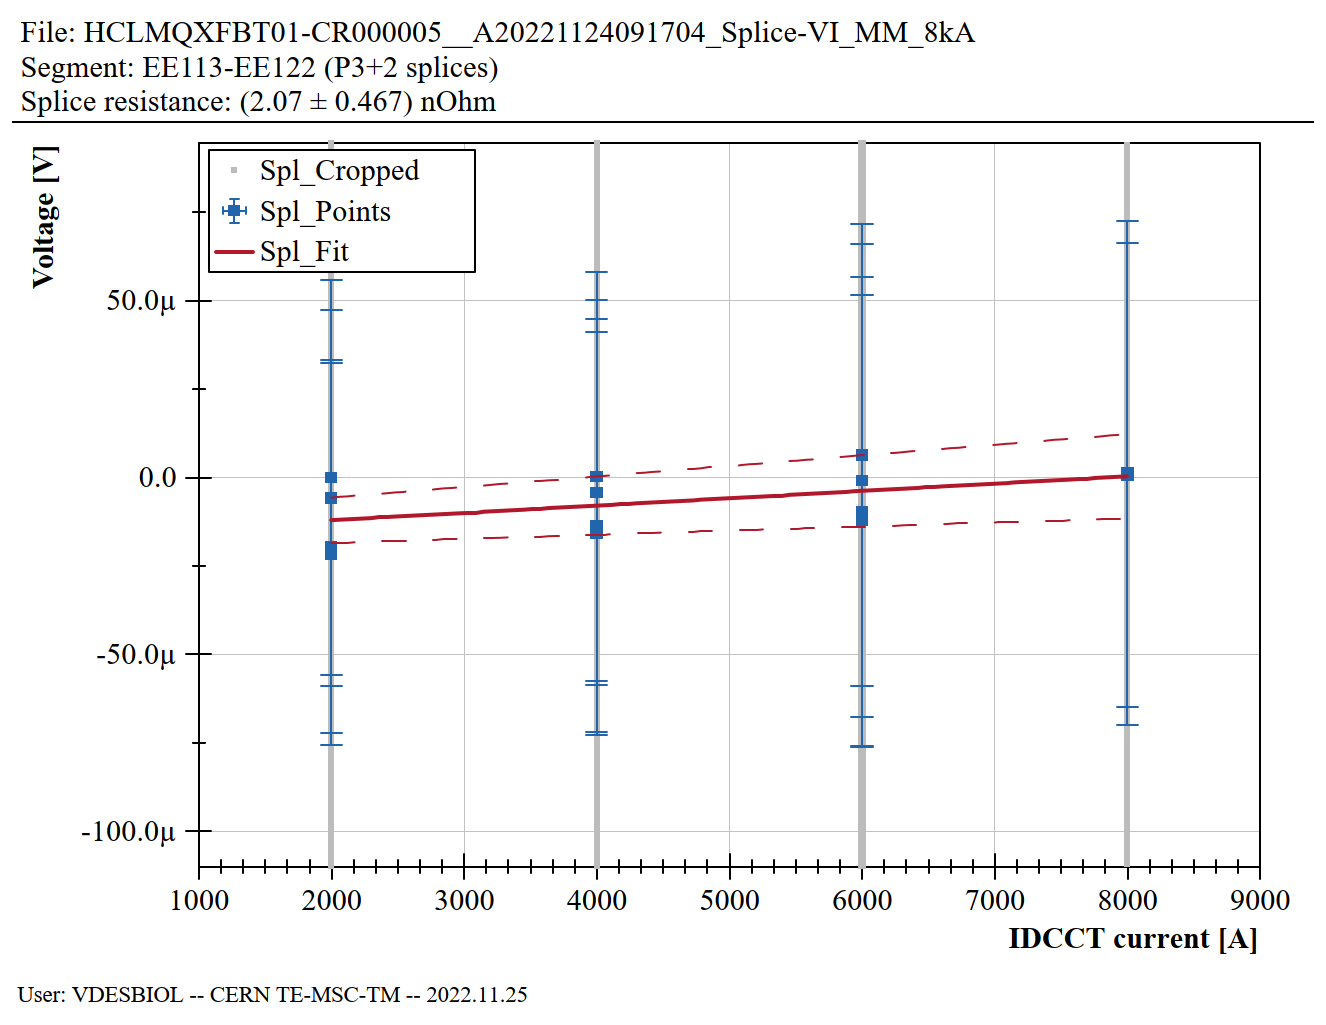 File: HCLMQXFBT01-CR000005__A20221124091704_Splice-VI_MM_8kA
Segment: EE113-EE122 (P3+2 splices)
Splice resistance: (2.07 ± 0.467) nOhm
Voltage [V]
Spl_Cropped
Spl_Points
Spl_Fit
50.0µ
0.0
-50.0µ
-100.0µ
1000 2000 3000 4000 5000 6000 7000 8000 9000
IDCCT current [A]
User: VDESBIOL -- CERN TE-MSC-TM -- 2022.11.25